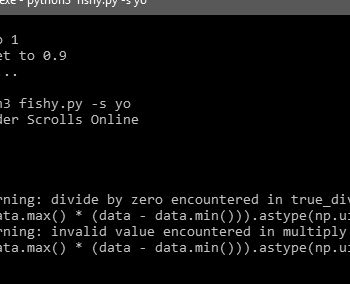 exe - python3 fishy.py -s yo
o 1
et to 0.9
...
n3 fishy.py -s yo
der Scrolls Online
rning: divide by zero encountered in true_div
ata.max() * (data - data.min())).astype(np.ui
rning: invalid value encountered in multiply
ata.max() * (data - data.min())).astype(np.ui